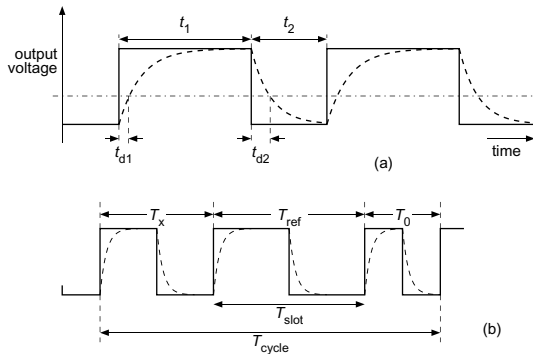 t1
t2
output
voltage
td1
td2
time
(a)
Tx
Tref
T0
Tslot
Tcycle
(b)